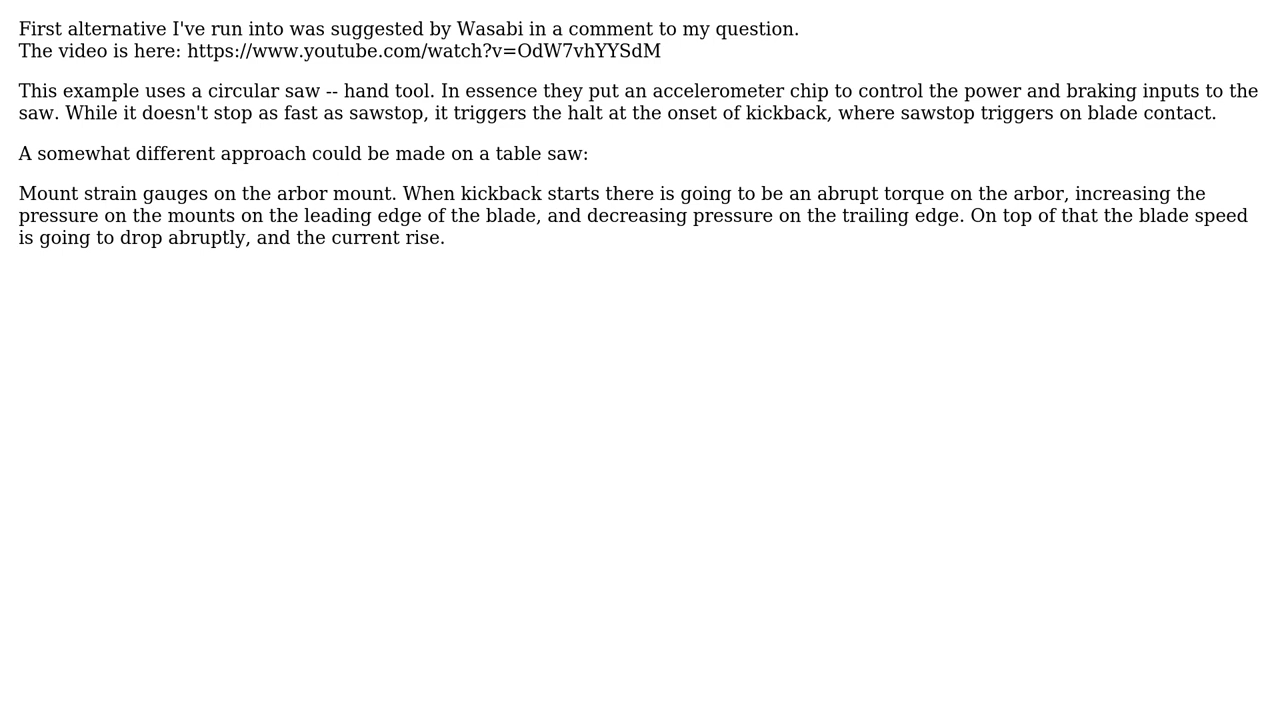 First alternative I've run into was suggested by Wasabi in a comment to my question.
The video is here: https://www.youtube.com/watch?v=OdW7vhYYSdM
This example uses a circular saw -- hand tool. In essence they put an accelerometer chip to control the power and braking inputs to the
saw. While it doesn't stop as fast as sawstop, it triggers the halt at the onset of kickback, where sawstop triggers on blade contact.
A somewhat different approach could be made on a table saw:
Mount strain gauges on the arbor mount. When kickback starts there is going to be an abrupt torque on the arbor, increasing the
pressure on the mounts on the leading edge of the blade, and decreasing pressure on the trailing edge. On top of that the blade speed
is going to drop abruptly, and the current rise.